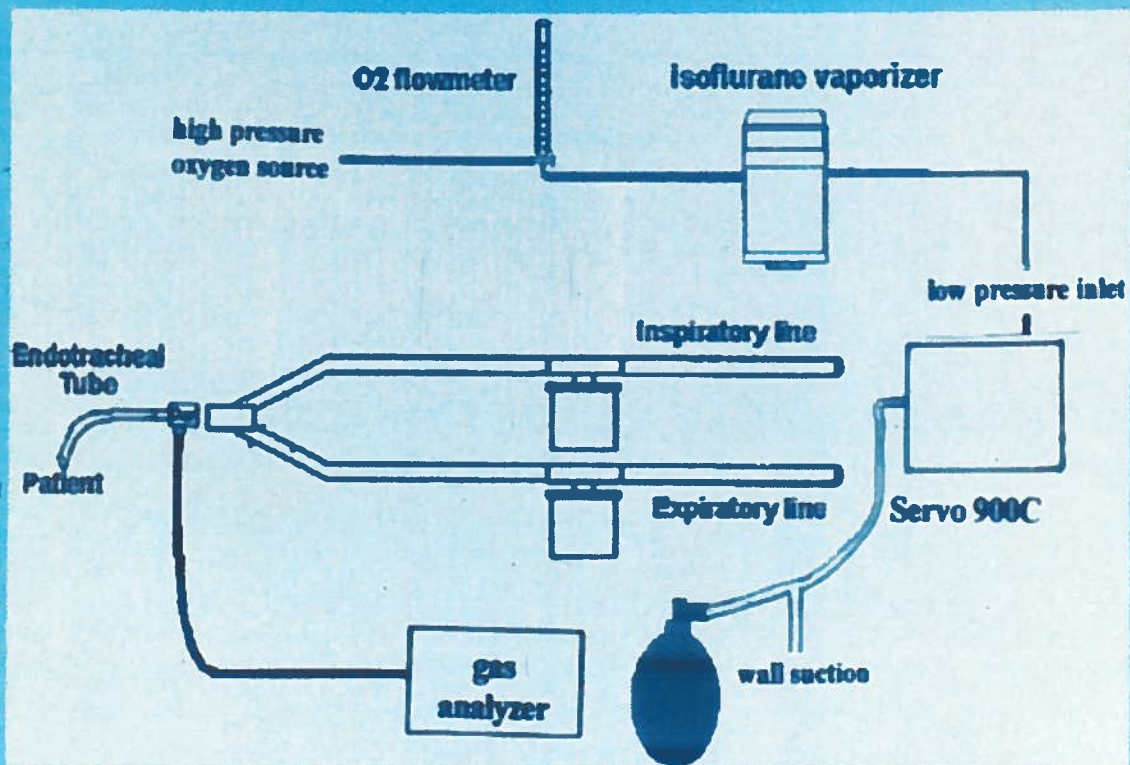 O2 flowmeter
isoflurane vaporizer
high pressure
oxygen source
low pressure inlet
Inspiratory line
Endotracheal
Tube
Patient
Expiratory line
Servo 900C
gas
analyzer
wall suction